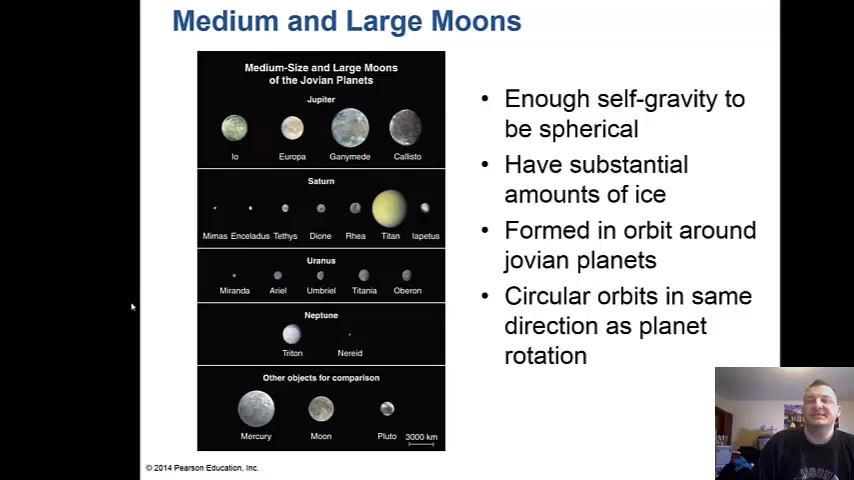 Medium and Large Moons
Medium-Size and Large Moons
of the Jovian Planets
Jupiter
Io Europa Ganymede Callisto
Saturn
Mimas Enceladus Tethys Dione Rhea Titan Iapetus
Uranus
Miranda Ariel Umbriel Titania Oberon
Neptune
Triton Nereid
Other objects for comparison
Mercury Moon Pluto 3000 km
• Enough self-gravity to
be spherical
• Have substantial
amounts of ice
• Formed in orbit around
jovian planets
• Circular orbits in same
direction as planet
rotation
© 2014 Pearson Education, Inc.